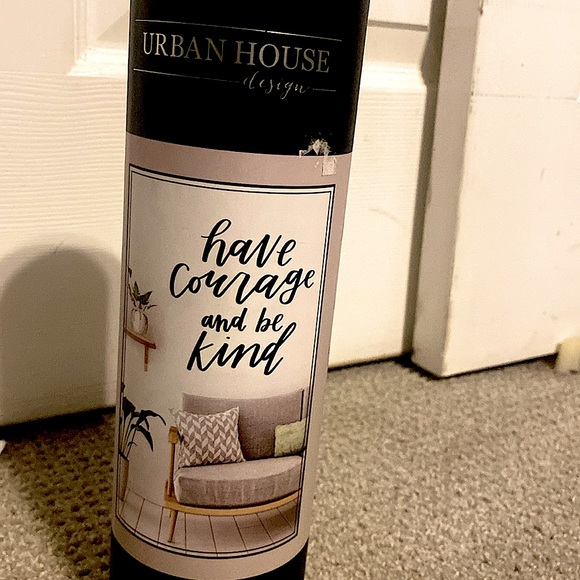 URBAN HOUSE
design
have
Courage
and be
kind